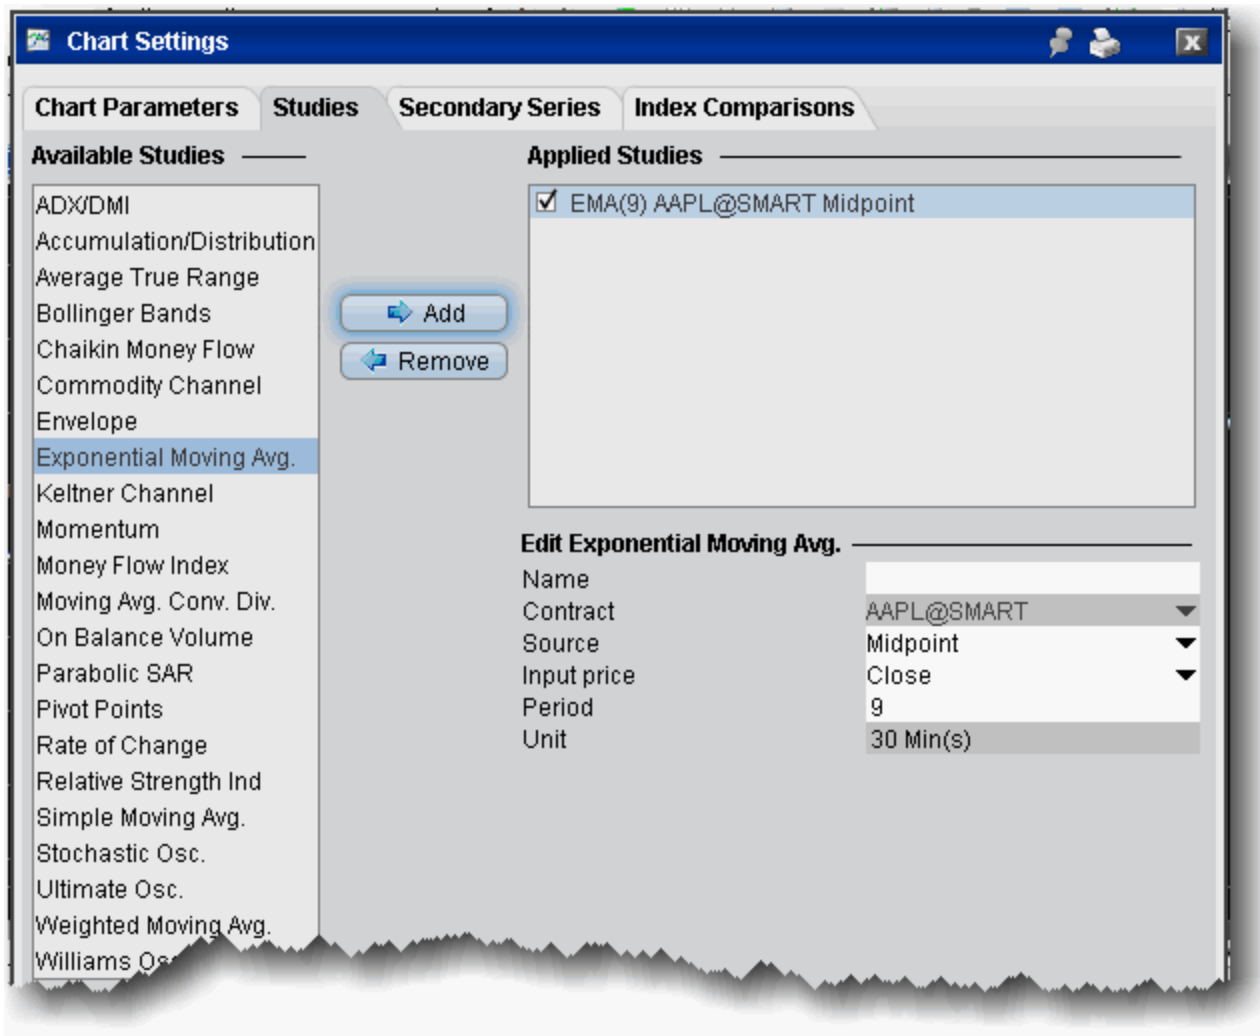 Chart Settings
Chart Parameters
Studies
Secondary Series
Index Comparisons
Available Studies
ADX/DMI
Accumulation/Distribution
Average True Range
Bollinger Bands
Chaikin Money Flow
Commodity Channel
Envelope
Exponential Moving Avg.
Keltner Channel
Momentum
Money Flow Index
Moving Avg. Conv. Div.
On Balance Volume
Parabolic SAR
Pivot Points
Rate of Change
Relative Strength Ind
Simple Moving Avg.
Stochastic Osc.
Ultimate Osc.
Weighted Moving Avg.
Williams
Add
Remove
Applied Studies
EMA(9) AAPL@SMART Midpoint
Edit Exponential Moving Avg.
Name
Contract AAPL@SMART
Source Midpoint
Input price Close
Period 9
Unit 30 Min(s)